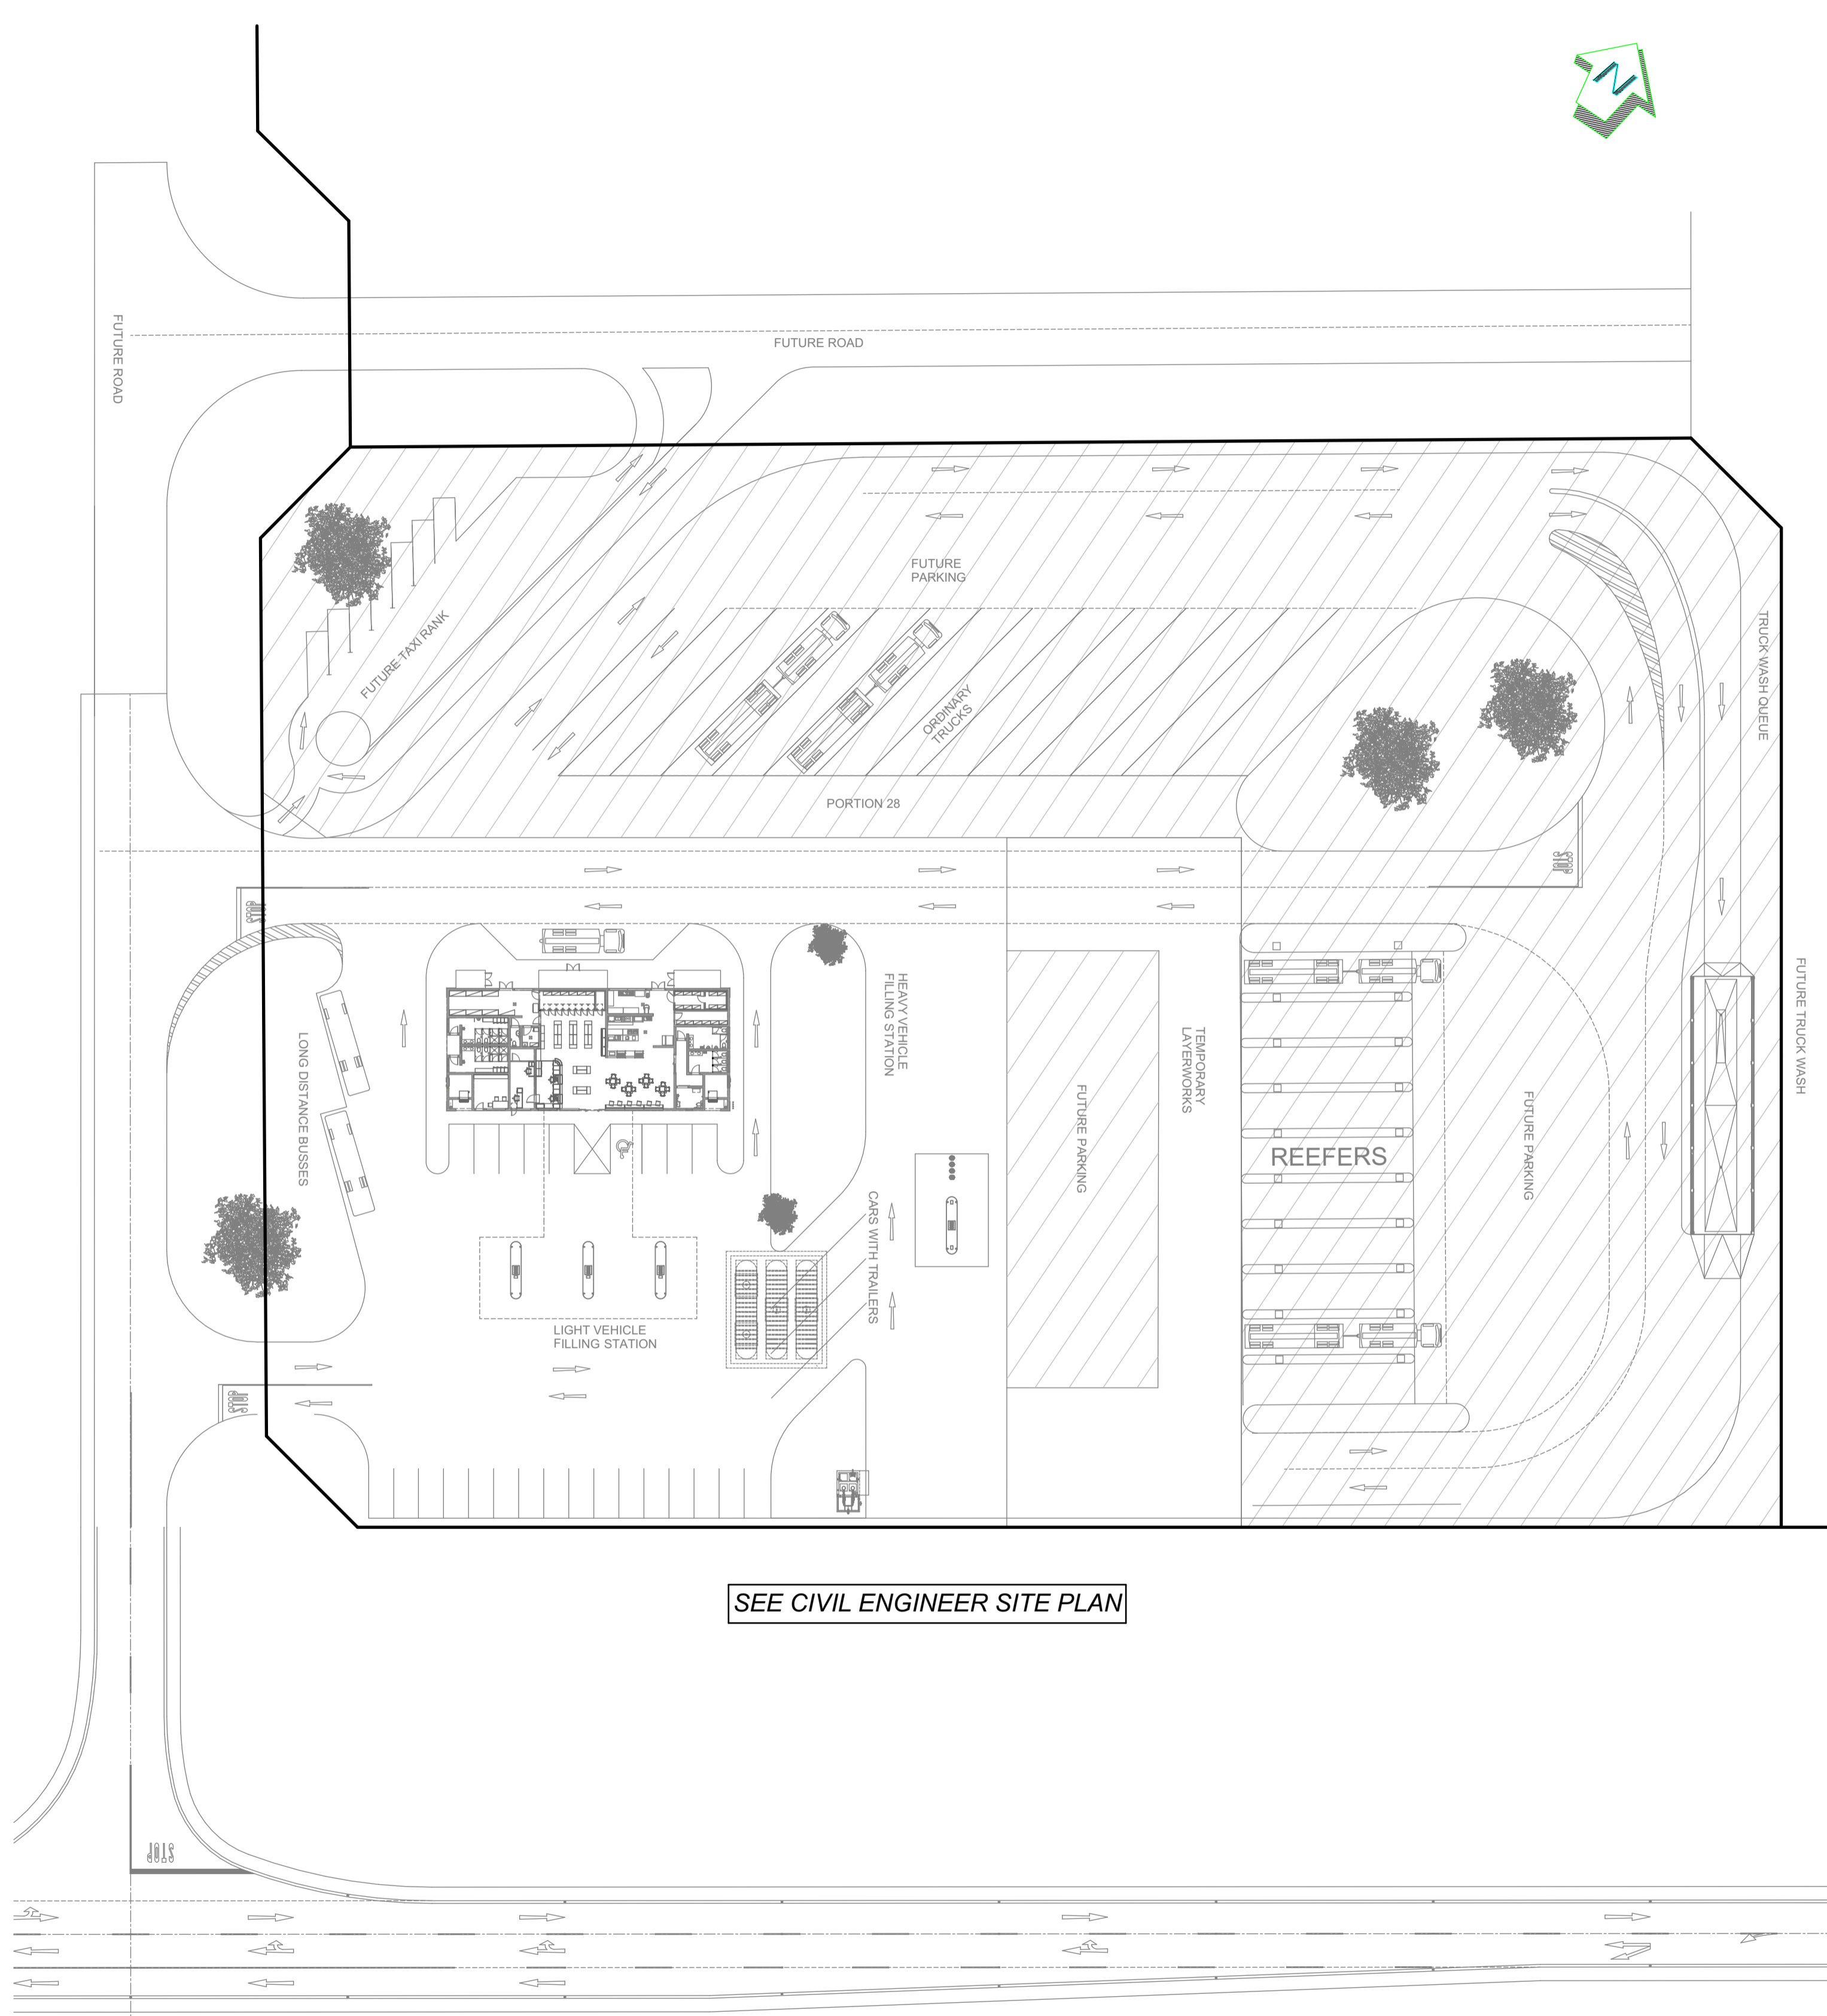 N
FUTURE ROAD
FUTURE ROAD
FUTURE
PARKING
FUTURE TAXI RANK
ORDINARY
TRUCKS
TRUCK WASH QUEUE
PORTION 28
STOP
STOP
HEAVY VEHICLE
FILLING STATION
FUTURE TRUCK WASH
LONG DISTANCE BUSSES
TEMPORARY
LAYERWORKS
FUTURE PARKING
FUTURE PARKING
REEFERS
CARS WITH TRAILERS
LIGHT VEHICLE
FILLING STATION
STOP
SEE CIVIL ENGINEER SITE PLAN
STOP